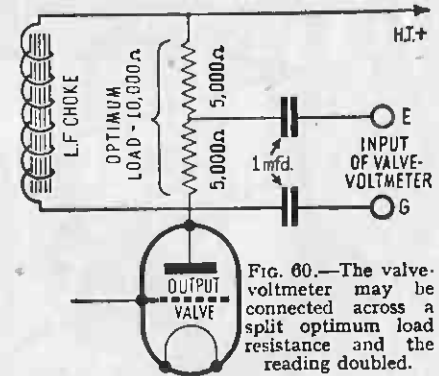 H.T.+
L.F CHOKE
OPTIMUM
LOAD - 10,000Ω
5,000Ω
5,000Ω
1 mfd.
E
INPUT
OF VALVE-
VOLTMETER
G
OUTPUT
VALVE
FIG. 60.—The valve-
voltmeter may be
connected across a
split optimum load
resistance and the
reading doubled.